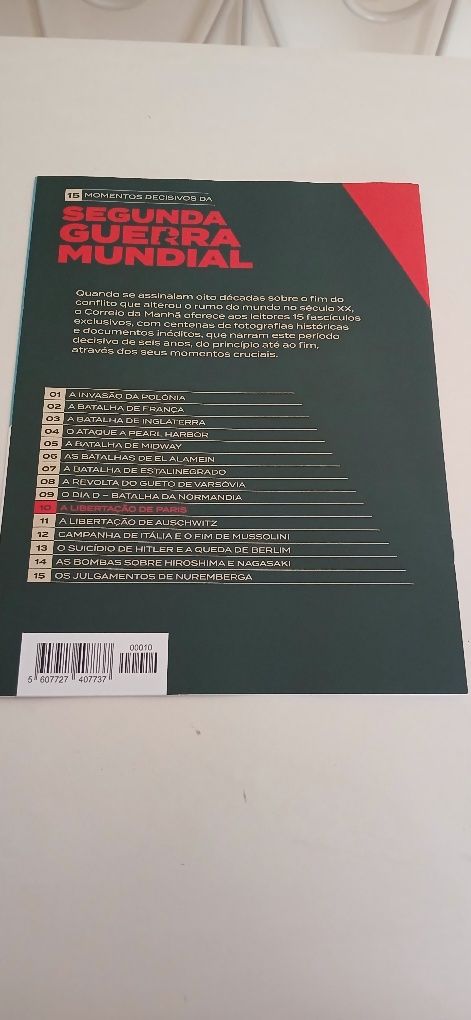 15 MOMENTOS DECISIVOS DA
SEGUNDA
GUERRA
MUNDIAL
Quando se assinalam oito décadas sobre o fim do
conflito que alterou o rumo do mundo no século XX,
o Correio da Manhã oferece aos leitores 15 fascículos
exclusivos, com centenas de fotografias históricas
e documentos inéditos, que narram este período
decisivo de seis anos, do princípio até ao fim,
através dos seus momentos cruciais.
01 A INVASÃO DA POLÓNIA
02 A BATALHA DE FRANÇA
03 A BATALHA DE INGLATERRA
04 O ATAQUE A PEARL HARBOR
05 A BATALHA DE MIDWAY
06 AS BATALHAS DE EL ALAMEIN
07 A BATALHA DE ESTALINEGRADO
08 A REVOLTA DO GUETO DE VARSÓVIA
09 O DIA D – BATALHA DA NORMANDIA
10 A LIBERTAÇÃO DE PARIS
11 A LIBERTAÇÃO DE AUSCHWITZ
12 CAMPANHA DE ITÁLIA E O FIM DE MUSSOLINI
13 O SUICÍDIO DE HITLER E A QUEDA DE BERLIM
14 AS BOMBAS SOBRE HIROSHIMA E NAGASAKI
15 OS JULGAMENTOS DE NUREMBERGA
00010
5 607727 407737